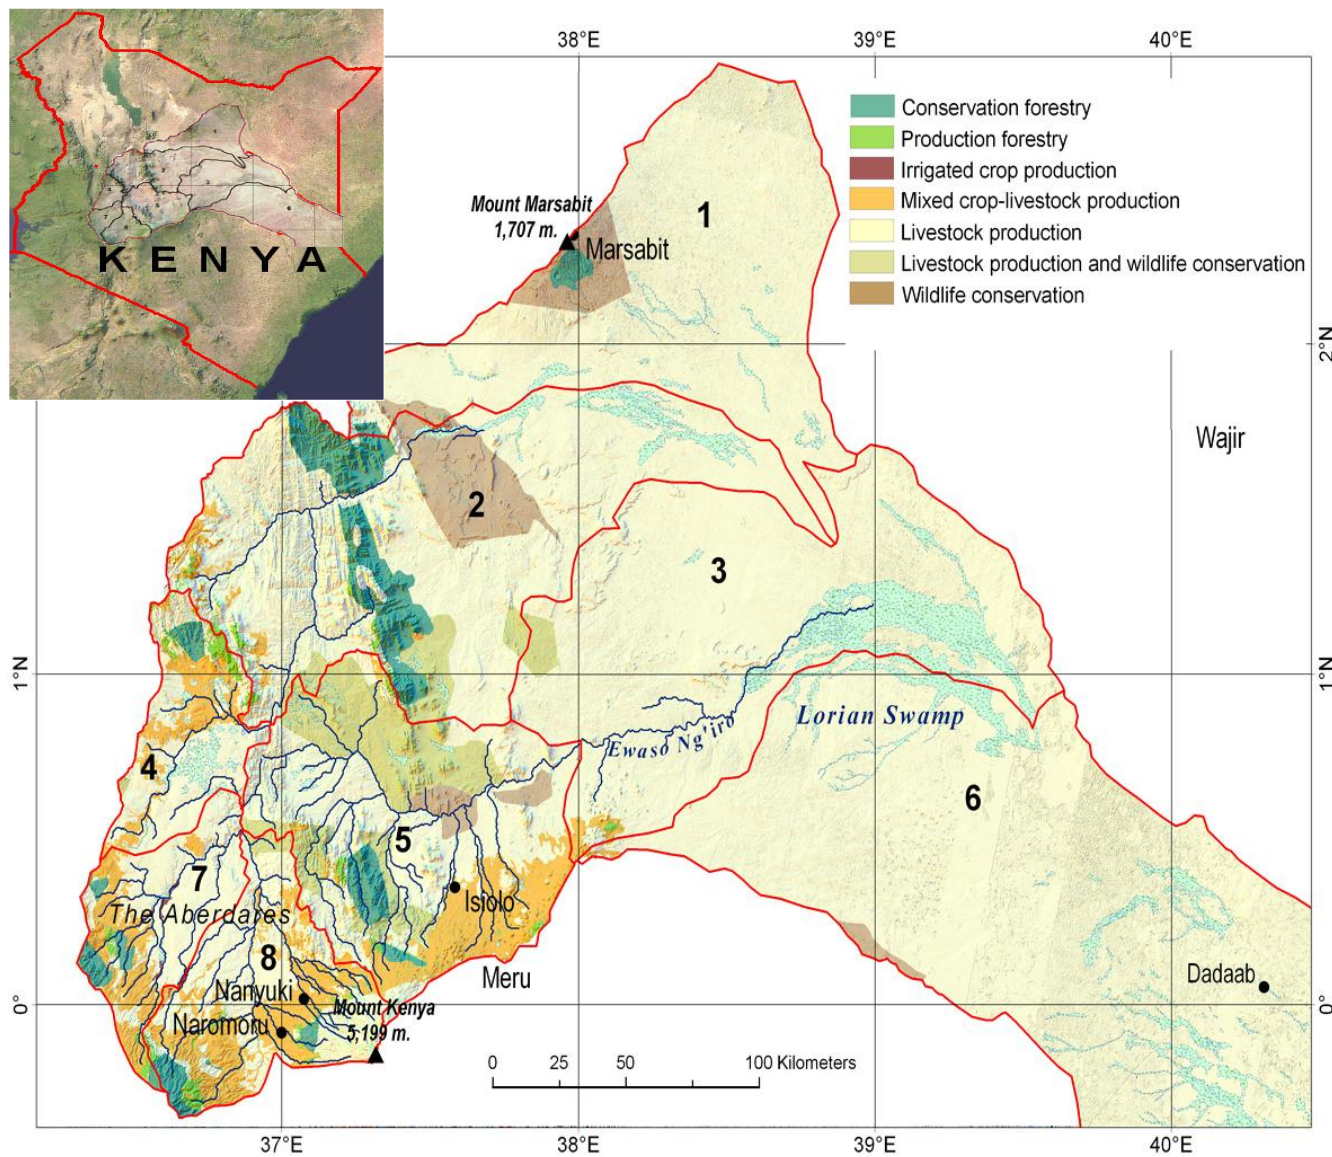 38°E
39°E
40°E
KENYA
Conservation forestry
Production forestry
Irrigated crop production
Mixed crop-livestock production
Livestock production
Livestock production and wildlife conservation
Wildlife conservation
Mount Marsabit
1,707 m.
Marsabit
1
2°N
Wajir
2
3
1°N
1°N
Lorian Swamp
Ewaso Ng'iro
4
6
5
7
Isiolo
The Aberdares
8
Meru
Dadaab
Nanyuki
0°
0°
Mount Kenya
5,199 m.
Naromoru
0
25
50
100 Kilometers
37°E
38°E
39°E
40°E